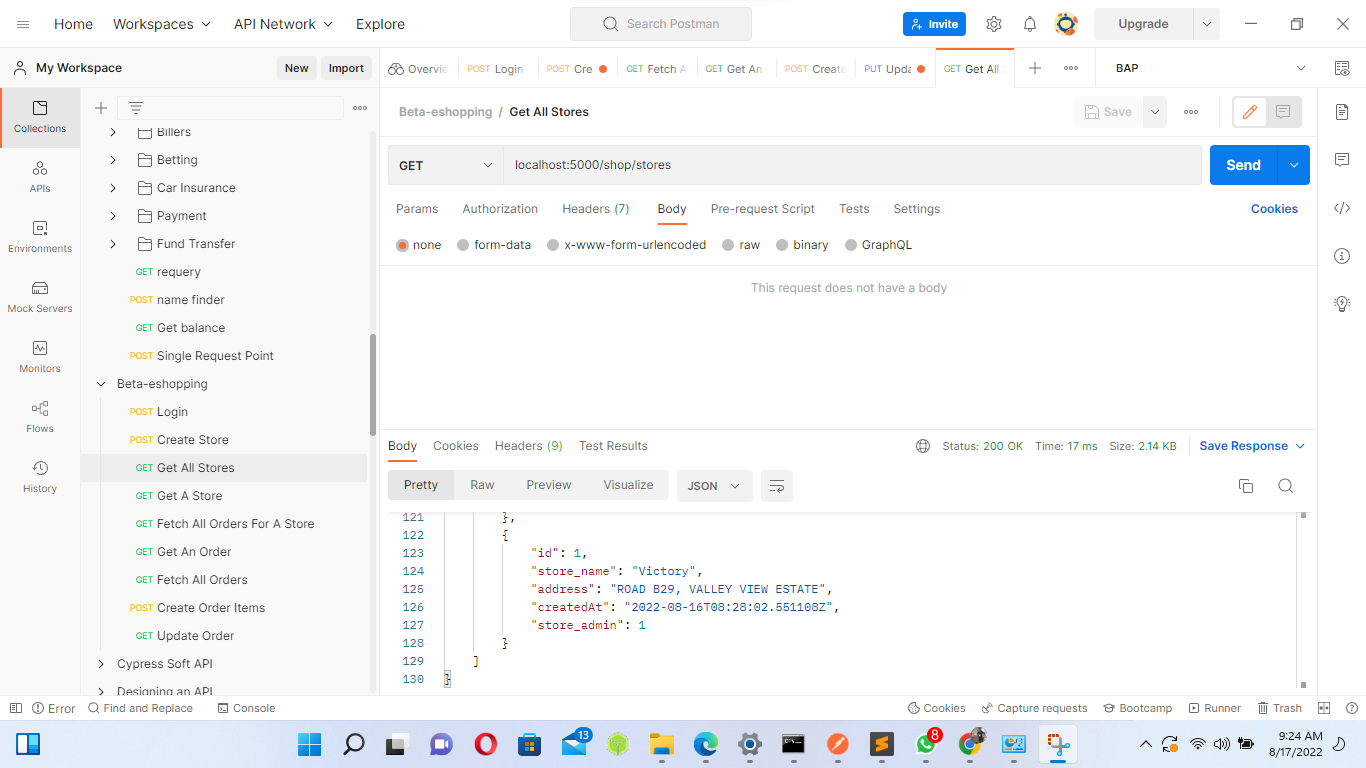 Home Workspaces API Network Explore Search Postman Invite Upgrade
My Workspace New Import Overvie POST Login POST Cre GET Fetch A GET Get An POST Create PUT Upda GET Get All BAP
Collections
APIs
Environments
Mock Servers
Monitors
Flows
History
Billers
Betting
Car Insurance
Payment
Fund Transfer
GET requery
POST name finder
GET Get balance
POST Single Request Point
Beta-eshopping
POST Login
POST Create Store
GET Get All Stores
GET Get A Store
GET Fetch All Orders For A Store
GET Get An Order
GET Fetch All Orders
POST Create Order Items
GET Update Order
Cypress Soft API
Designing an API
Beta-eshopping / Get All Stores Save
GET localhost:5000/shop/stores Send
Params Authorization Headers (7) Body Pre-request Script Tests Settings Cookies
none form-data x-www-form-urlencoded raw binary GraphQL
This request does not have a body
Body Cookies Headers (9) Test Results Status: 200 OK Time: 17 ms Size: 2.14 KB Save Response
Pretty Raw Preview Visualize JSON
121 },
122 {
123 "id": 1,
124 "store_name": "Victory",
125 "address": "ROAD B29, VALLEY VIEW ESTATE",
126 "createdAt": "2022-08-16T08:28:02.551108Z",
127 "store_admin": 1
128 }
129 ]
130 }
Error Find and Replace Console Cookies Capture requests Bootcamp Runner Trash
13 8 9:24 AM
8/17/2022